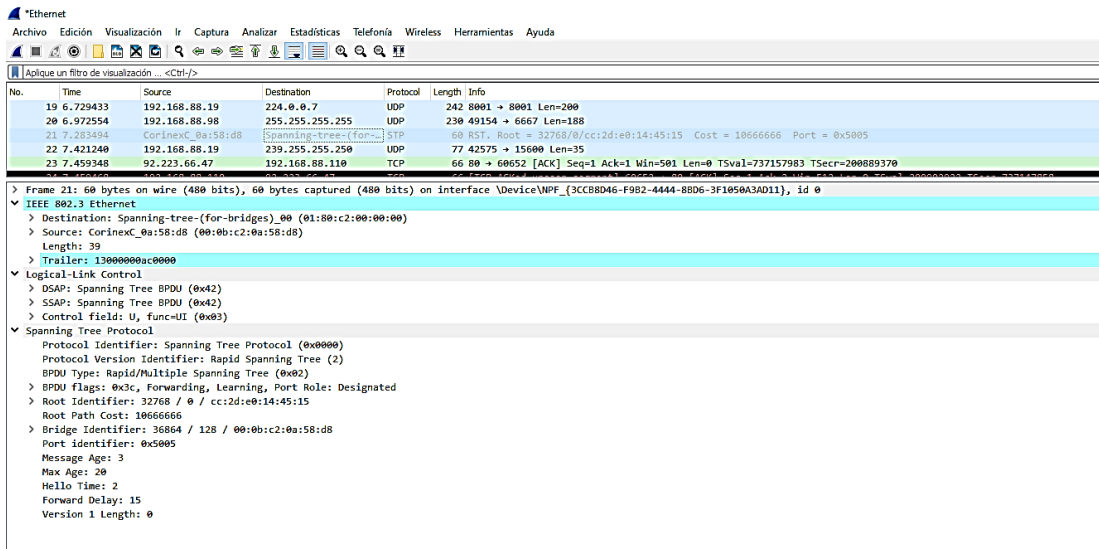 *Ethernet
Archivo Edición Visualización Ir Captura Analizar Estadísticas Telefonía Wireless Herramientas Ayuda
Aplique un filtro de visualización ... <Ctrl-/>
No. Time Source Destination Protocol Length Info
19 6.729433 192.168.88.19 224.0.0.7 UDP 242 8001 → 8001 Len=200
20 6.972554 192.168.88.98 255.255.255.255 UDP 230 49154 → 6667 Len=188
21 7.283494 CorinexC_0a:58:d8 Spanning-tree-(for-… STP 60 RST. Root = 32768/0/cc:2d:e0:14:45:15 Cost = 10666666 Port = 0x5005
22 7.421240 192.168.88.19 239.255.255.250 UDP 77 42575 → 15600 Len=35
23 7.459348 92.223.66.47 192.168.88.110 TCP 66 80 → 60652 [ACK] Seq=1 Ack=1 Win=501 Len=0 TSval=737157983 TSecr=200889370
Frame 21: 60 bytes on wire (480 bits), 60 bytes captured (480 bits) on interface \Device\NPF_{3CCB8D46-F9B2-4444-8BD6-3F1050A3AD11}, id 0
IEEE 802.3 Ethernet
Destination: Spanning-tree-(for-bridges)_00 (01:80:c2:00:00:00)
Source: CorinexC_0a:58:d8 (00:0b:c2:0a:58:d8)
Length: 39
Trailer: 13000000ac0000
Logical-Link Control
DSAP: Spanning Tree BPDU (0x42)
SSAP: Spanning Tree BPDU (0x42)
Control field: U, func=UI (0x03)
Spanning Tree Protocol
Protocol Identifier: Spanning Tree Protocol (0x0000)
Protocol Version Identifier: Rapid Spanning Tree (2)
BPDU Type: Rapid/Multiple Spanning Tree (0x02)
BPDU flags: 0x3c, Forwarding, Learning, Port Role: Designated
Root Identifier: 32768 / 0 / cc:2d:e0:14:45:15
Root Path Cost: 10666666
Bridge Identifier: 36864 / 128 / 00:0b:c2:0a:58:d8
Port identifier: 0x5005
Message Age: 3
Max Age: 20
Hello Time: 2
Forward Delay: 15
Version 1 Length: 0